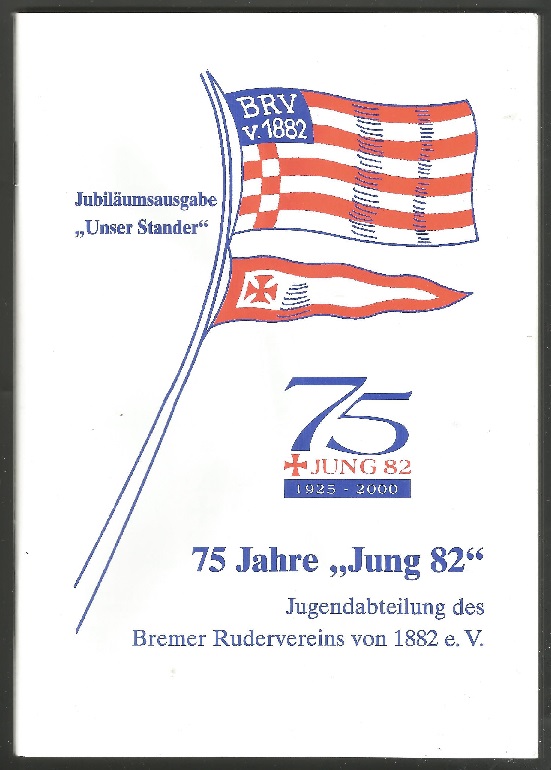 BRV
v. 1882
Jubiläumsausgabe
„Unser Stander“
75
JUNG 82
1925 - 2000
75 Jahre „Jung 82“
Jugendabteilung des
Bremer Rudervereins von 1882 e. V.